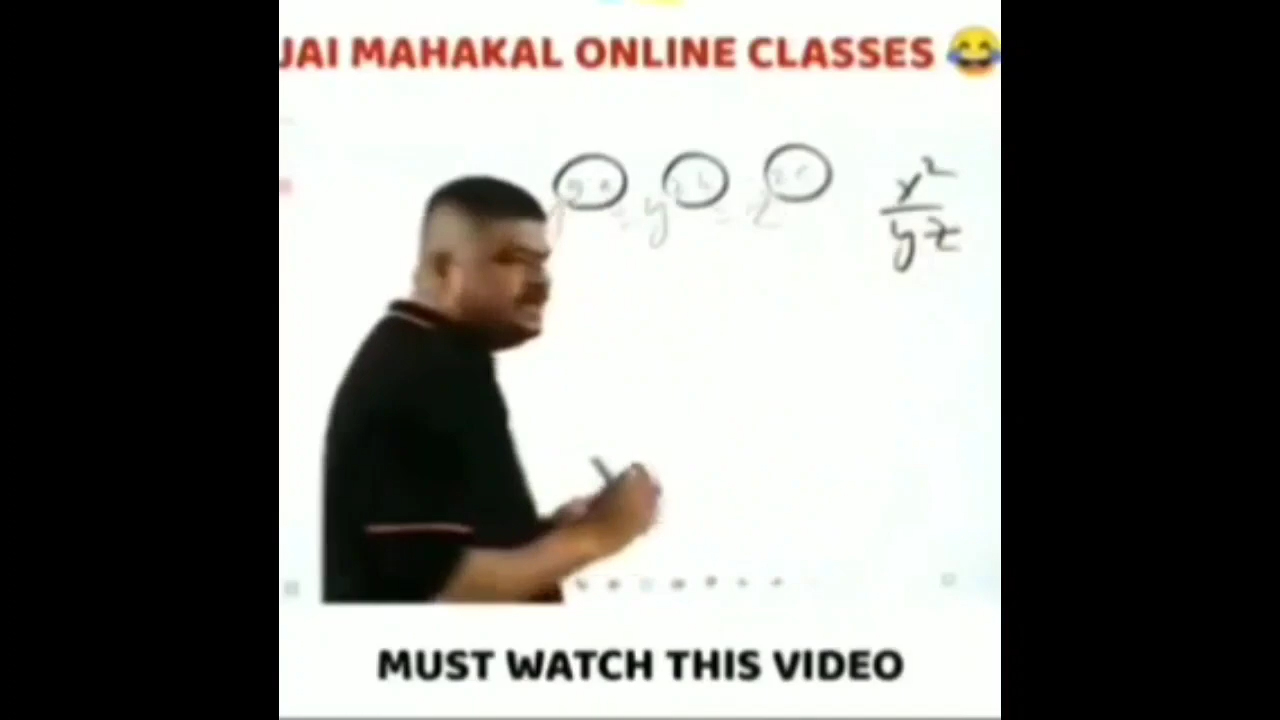 JAI MAHAKAL ONLINE CLASSES 😂
x²
yz
MUST WATCH THIS VIDEO